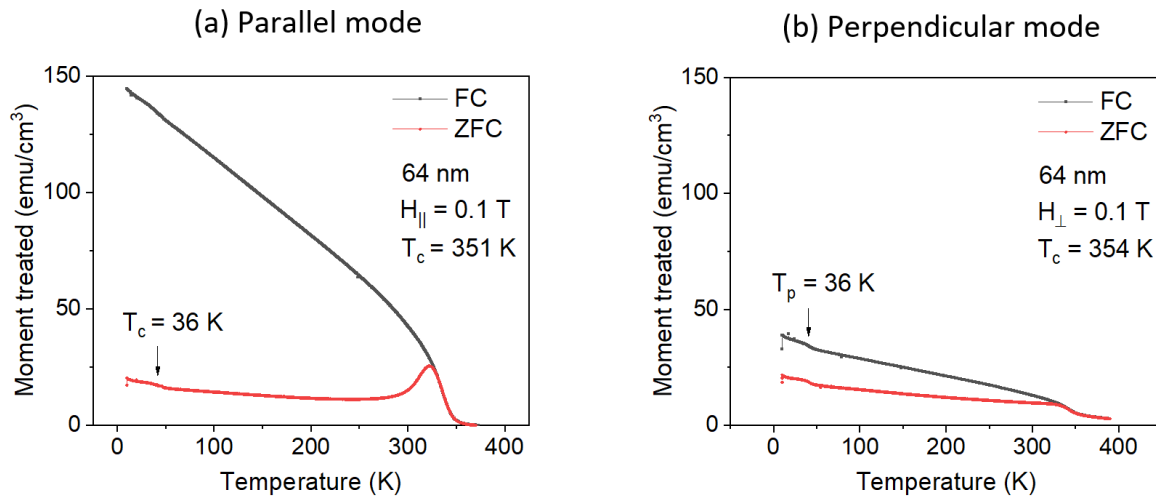 (a) Parallel mode
150
100
50
0
0 100 200 300 400
Moment treated (emu/cm³)
Temperature (K)
FC
ZFC
64 nm
H|| = 0.1 T
Tc = 351 K
Tc = 36 K
(b) Perpendicular mode
150
100
50
0
0 100 200 300 400
Moment treated (emu/cm³)
Temperature (K)
FC
ZFC
64 nm
H⊥ = 0.1 T
Tc = 354 K
Tp = 36 K